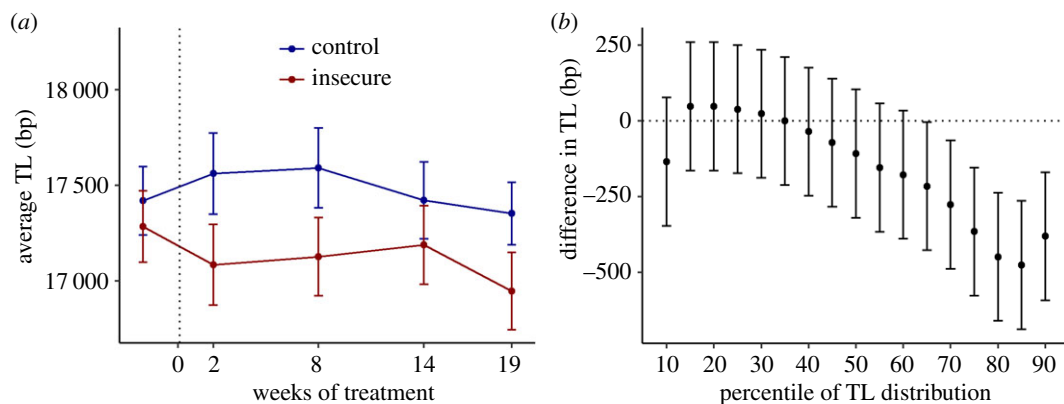 (a)
control
insecure
18 000
17 500
17 000
average TL (bp)
0 2 8 14 19
weeks of treatment
(b)
250
0
−250
−500
difference in TL (bp)
10 20 30 40 50 60 70 80 90
percentile of TL distribution